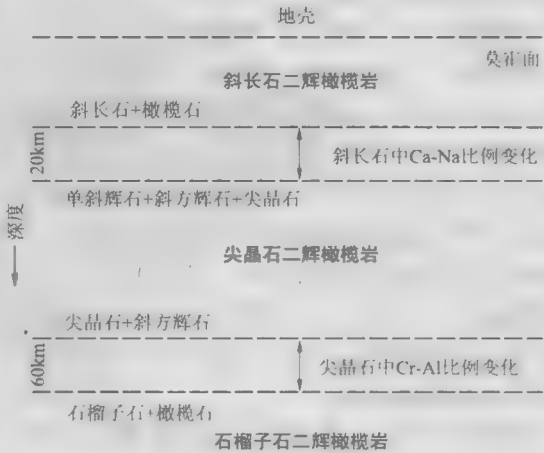 地壳
莫霍面
斜长石二辉橄榄岩
斜长石+橄榄石
20km
斜长石中Ca-Na比例变化
单斜辉石+斜方辉石+尖晶石
深度
尖晶石二辉橄榄岩
尖晶石+斜方辉石
60km
尖晶石中Cr-Al比例变化
石榴子石+橄榄石
石榴子石二辉橄榄岩